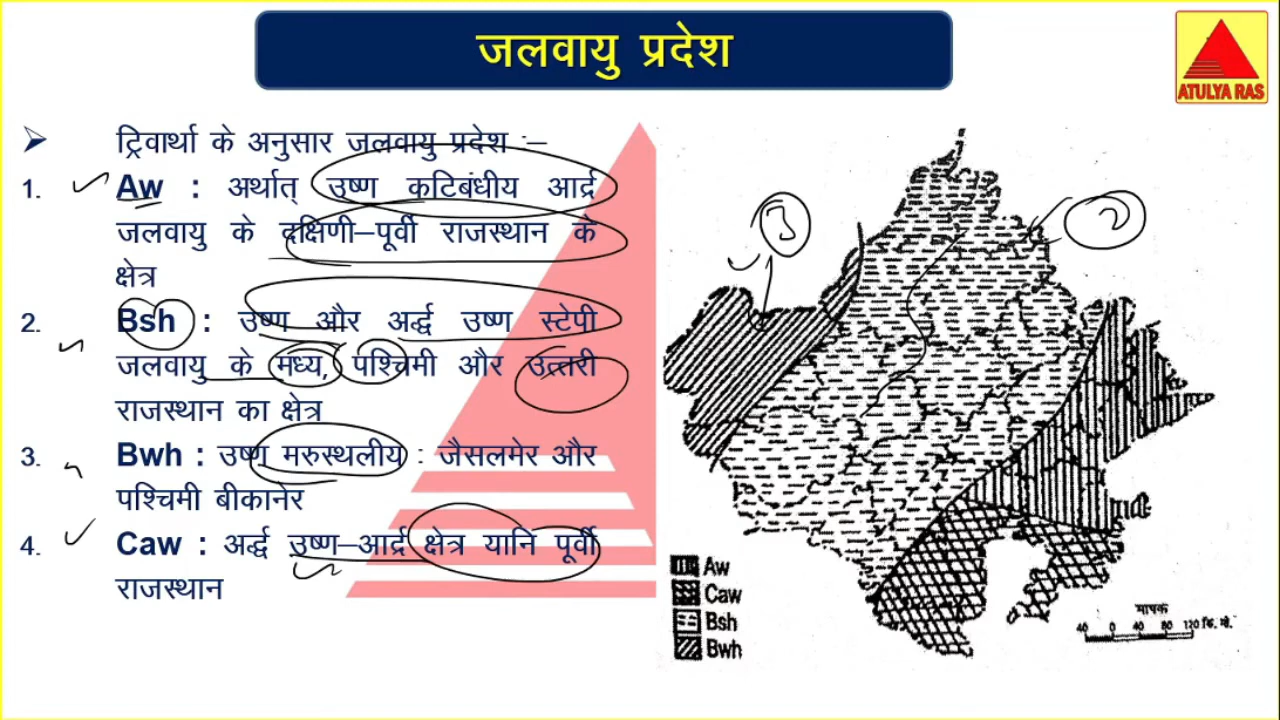 जलवायु प्रदेश
ATULYA RAS
➢ ट्रिवार्था के अनुसार जलवायु प्रदेश :–
1. Aw : अर्थात् उष्ण कटिबंधीय आर्द्र
जलवायु के दक्षिणी–पूर्वी राजस्थान के
क्षेत्र
2. Bsh : उष्ण और अर्द्ध उष्ण स्टेपी
जलवायु के मध्य, पश्चिमी और उत्तरी
राजस्थान का क्षेत्र
3. Bwh : उष्ण मरुस्थलीय : जैसलमेर और
पश्चिमी बीकानेर
4. Caw : अर्द्ध उष्ण–आर्द्र क्षेत्र यानि पूर्वी
राजस्थान
3
2
Aw
Caw
Bsh
Bwh
मापक
40 0 40 80 120 कि. मी.